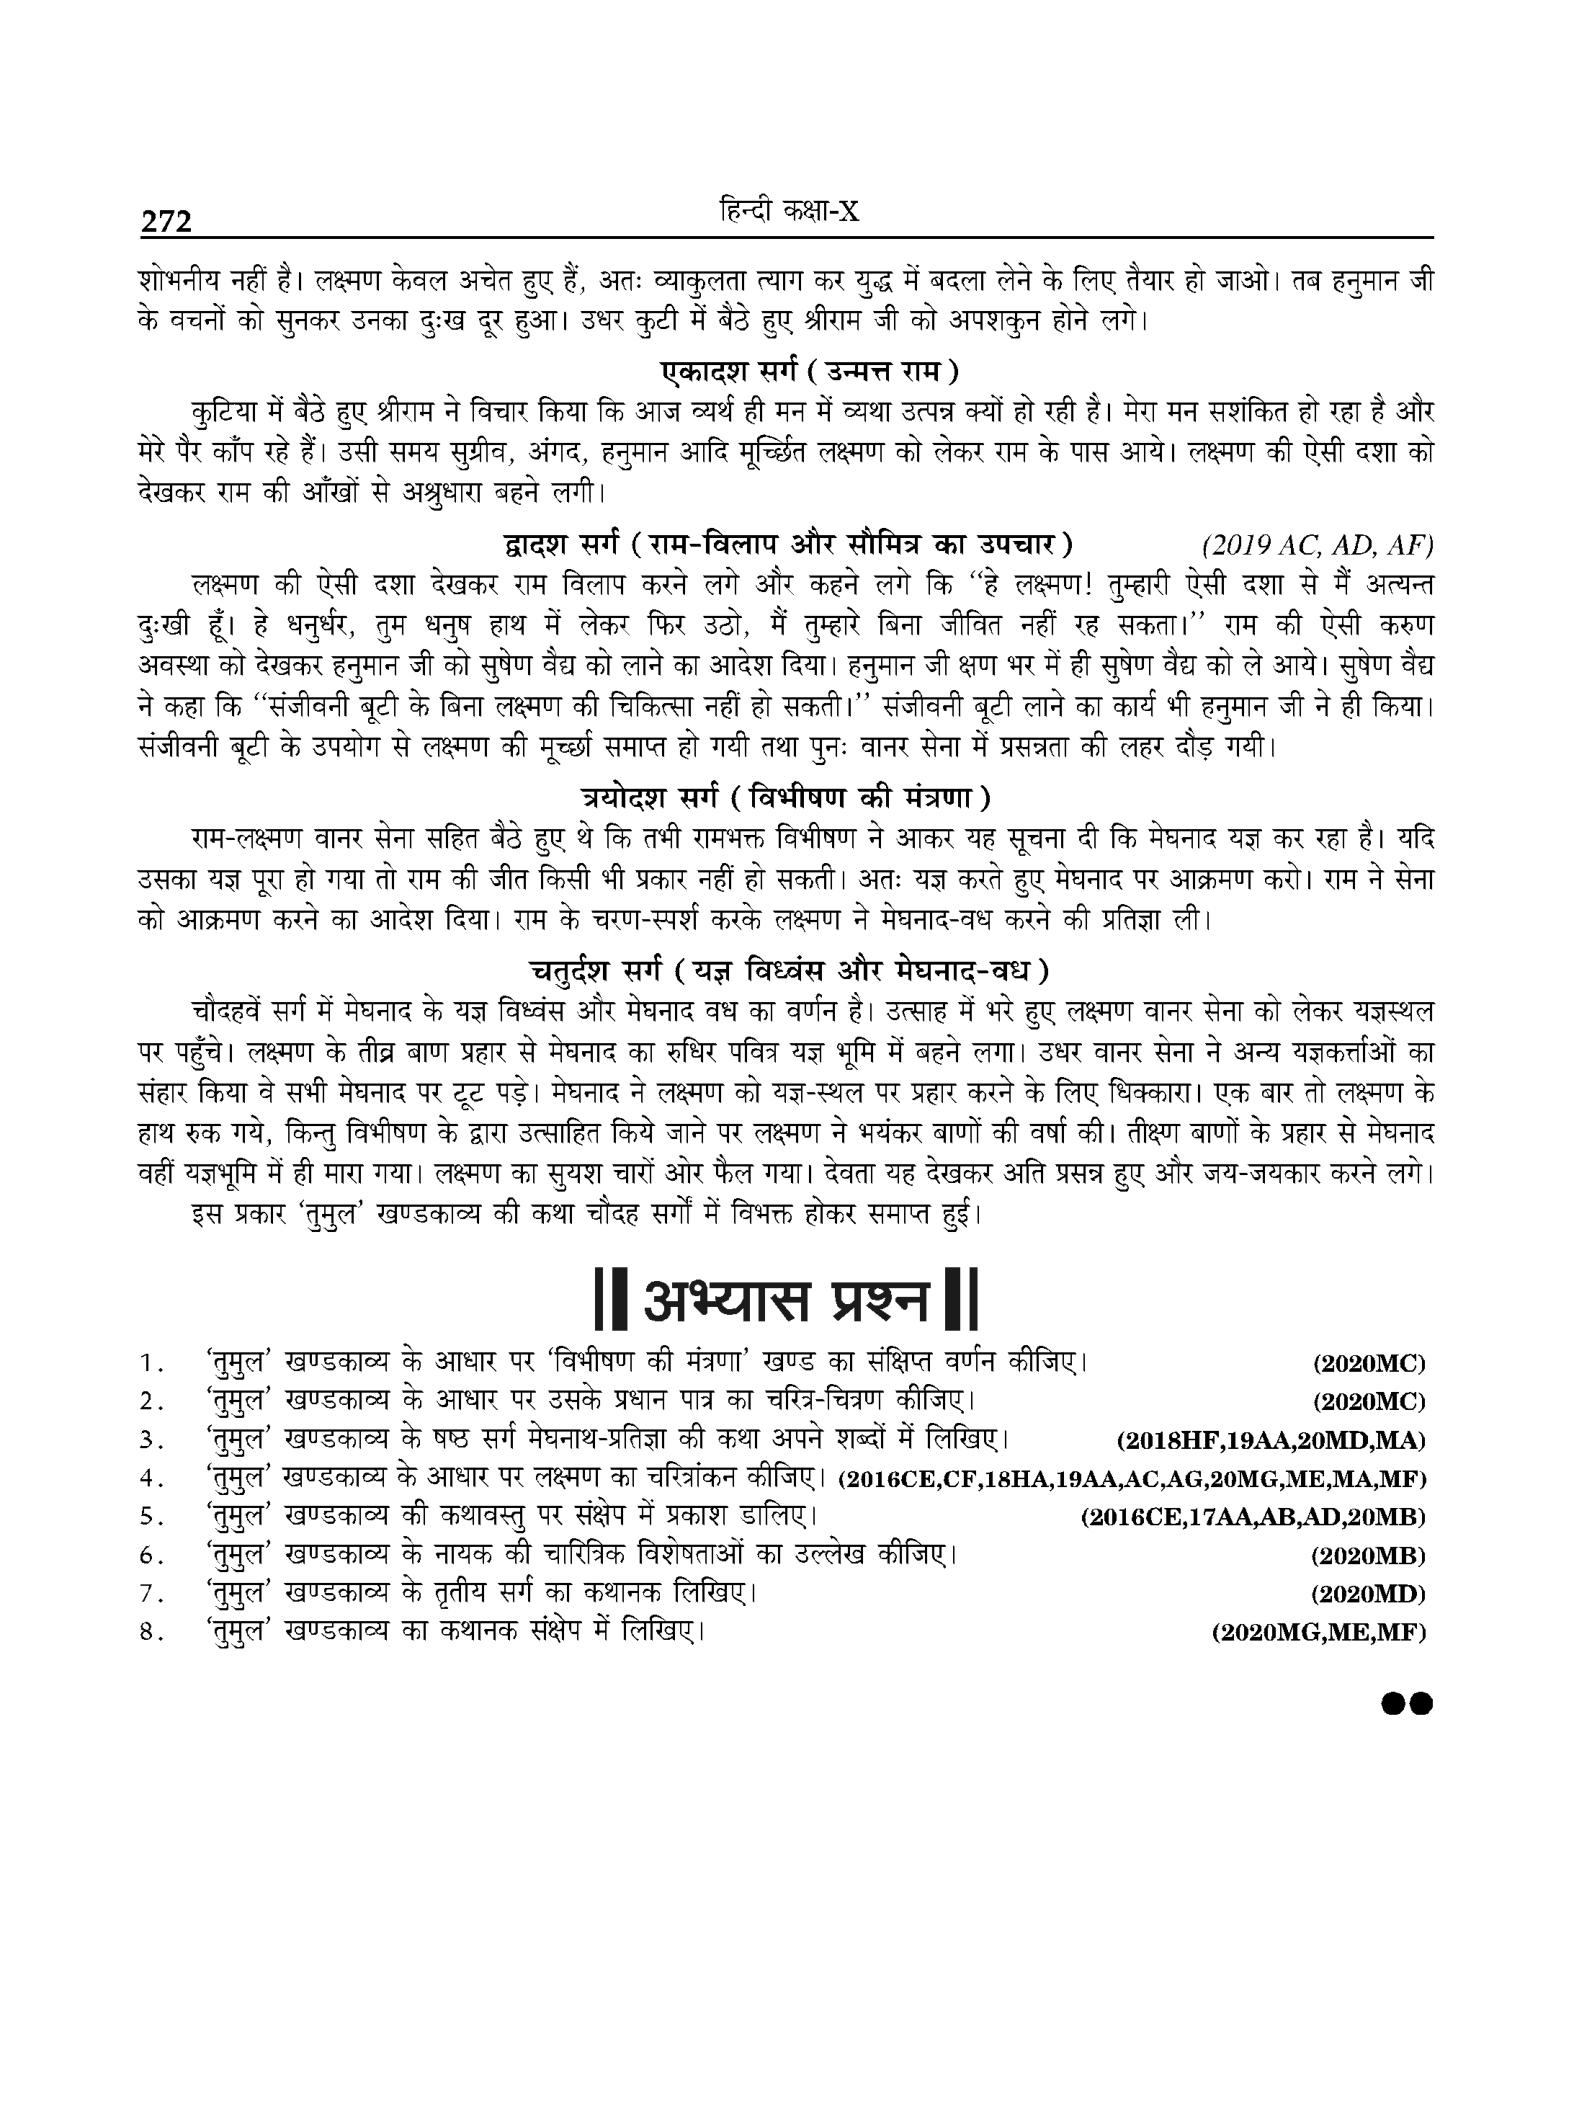 272
हिन्दी कक्षा-X
शोभनीय नहीं है। लक्ष्मण केवल अचेत हुए हैं, अतः व्याकुलता त्याग कर युद्ध में बदला लेने के लिए तैयार हो जाओ। तब हनुमान जी
के वचनों को सुनकर उनका दुःख दूर हुआ। उधर कुटी में बैठे हुए श्रीराम जी को अपशकुन होने लगे।
एकादश सर्ग ( उन्मत्त राम )
कुटिया में बैठे हुए श्रीराम ने विचार किया कि आज व्यर्थ ही मन में व्यथा उत्पन्न क्यों हो रही है। मेरा मन सशंकित हो रहा है और
मेरे पैर काँप रहे हैं। उसी समय सुग्रीव, अंगद, हनुमान आदि मूर्च्छित लक्ष्मण को लेकर राम के पास आये। लक्ष्मण की ऐसी दशा को
देखकर राम की आँखों से अश्रुधारा बहने लगी।
द्वादश सर्ग ( राम-विलाप और सौमित्र का उपचार ) (2019 AC, AD, AF)
लक्ष्मण की ऐसी दशा देखकर राम विलाप करने लगे और कहने लगे कि ‘‘हे लक्ष्मण! तुम्हारी ऐसी दशा से मैं अत्यन्त
दुःखी हूँ। हे धनुर्धर, तुम धनुष हाथ में लेकर फिर उठो, मैं तुम्हारे बिना जीवित नहीं रह सकता।’’ राम की ऐसी करुण
अवस्था को देखकर हनुमान जी को सुषेण वैद्य को लाने का आदेश दिया। हनुमान जी क्षण भर में ही सुषेण वैद्य को ले आये। सुषेण वैद्य
ने कहा कि ‘‘संजीवनी बूटी के बिना लक्ष्मण की चिकित्सा नहीं हो सकती।’’ संजीवनी बूटी लाने का कार्य भी हनुमान जी ने ही किया।
संजीवनी बूटी के उपयोग से लक्ष्मण की मूर्च्छा समाप्त हो गयी तथा पुनः वानर सेना में प्रसन्नता की लहर दौड़ गयी।
त्रयोदश सर्ग ( विभीषण की मंत्रणा )
राम-लक्ष्मण वानर सेना सहित बैठे हुए थे कि तभी रामभक्त विभीषण ने आकर यह सूचना दी कि मेघनाद यज्ञ कर रहा है। यदि
उसका यज्ञ पूरा हो गया तो राम की जीत किसी भी प्रकार नहीं हो सकती। अतः यज्ञ करते हुए मेघनाद पर आक्रमण करो। राम ने सेना
को आक्रमण करने का आदेश दिया। राम के चरण-स्पर्श करके लक्ष्मण ने मेघनाद-वध करने की प्रतिज्ञा ली।
चतुर्दश सर्ग ( यज्ञ विध्वंस और मेघनाद-वध )
चौदहवें सर्ग में मेघनाद के यज्ञ विध्वंस और मेघनाद वध का वर्णन है। उत्साह में भरे हुए लक्ष्मण वानर सेना को लेकर यज्ञस्थल
पर पहुँचे। लक्ष्मण के तीव्र बाण प्रहार से मेघनाद का रुधिर पवित्र यज्ञ भूमि में बहने लगा। उधर वानर सेना ने अन्य यज्ञकर्त्ताओं का
संहार किया वे सभी मेघनाद पर टूट पड़े। मेघनाद ने लक्ष्मण को यज्ञ-स्थल पर प्रहार करने के लिए धिक्कारा। एक बार तो लक्ष्मण के
हाथ रुक गये, किन्तु विभीषण के द्वारा उत्साहित किये जाने पर लक्ष्मण ने भयंकर बाणों की वर्षा की। तीक्ष्ण बाणों के प्रहार से मेघनाद
वहीं यज्ञभूमि में ही मारा गया। लक्ष्मण का सुयश चारों ओर फैल गया। देवता यह देखकर अति प्रसन्न हुए और जय-जयकार करने लगे।
इस प्रकार ‘तुमुल’ खण्डकाव्य की कथा चौदह सर्गों में विभक्त होकर समाप्त हुई।
अभ्यास प्रश्न
1. ‘तुमुल’ खण्डकाव्य के आधार पर ‘विभीषण की मंत्रणा’ खण्ड का संक्षिप्त वर्णन कीजिए। (2020MC)
2. ‘तुमुल’ खण्डकाव्य के आधार पर उसके प्रधान पात्र का चरित्र-चित्रण कीजिए। (2020MC)
3. ‘तुमुल’ खण्डकाव्य के षष्ठ सर्ग मेघनाथ-प्रतिज्ञा की कथा अपने शब्दों में लिखिए। (2018HF,19AA,20MD,MA)
4. ‘तुमुल’ खण्डकाव्य के आधार पर लक्ष्मण का चरित्रांकन कीजिए। (2016CE,CF,18HA,19AA,AC,AG,20MG,ME,MA,MF)
5. ‘तुमुल’ खण्डकाव्य की कथावस्तु पर संक्षेप में प्रकाश डालिए। (2016CE,17AA,AB,AD,20MB)
6. ‘तुमुल’ खण्डकाव्य के नायक की चारित्रिक विशेषताओं का उल्लेख कीजिए। (2020MB)
7. ‘तुमुल’ खण्डकाव्य के तृतीय सर्ग का कथानक लिखिए। (2020MD)
8. ‘तुमुल’ खण्डकाव्य का कथानक संक्षेप में लिखिए। (2020MG,ME,MF)